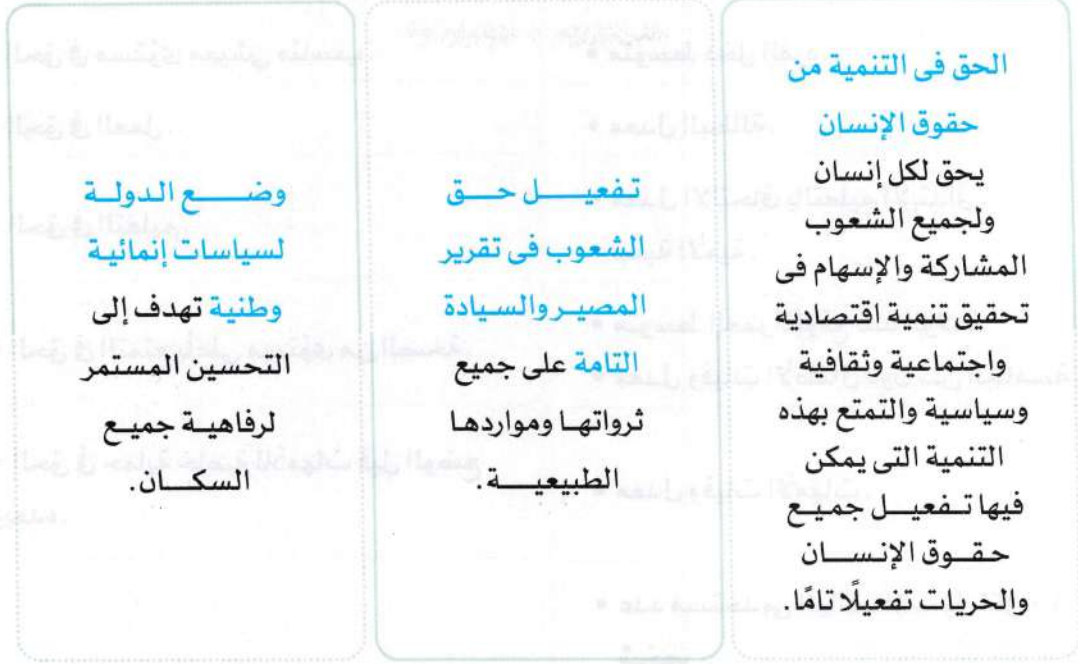 الحق فى التنمية من
حقوق الإنسان
يحق لكل إنسان
ولجميع الشعوب
المشاركة والإسهام فى
تحقيق تنمية اقتصادية
واجتماعية وثقافية
وسياسية والتمتع بهذه
التنمية التى يمكن
فيها تفعيل جميع
حقوق الإنسان
والحريات تفعيلًا تامًا.
تفعيل حق
الشعوب فى تقرير
المصير والسيادة
التامة على جميع
ثرواتها ومواردها
الطبيعية.
وضع الدولة
لسياسات إنمائية
وطنية تهدف إلى
التحسين المستمر
لرفاهية جميع
السكان.